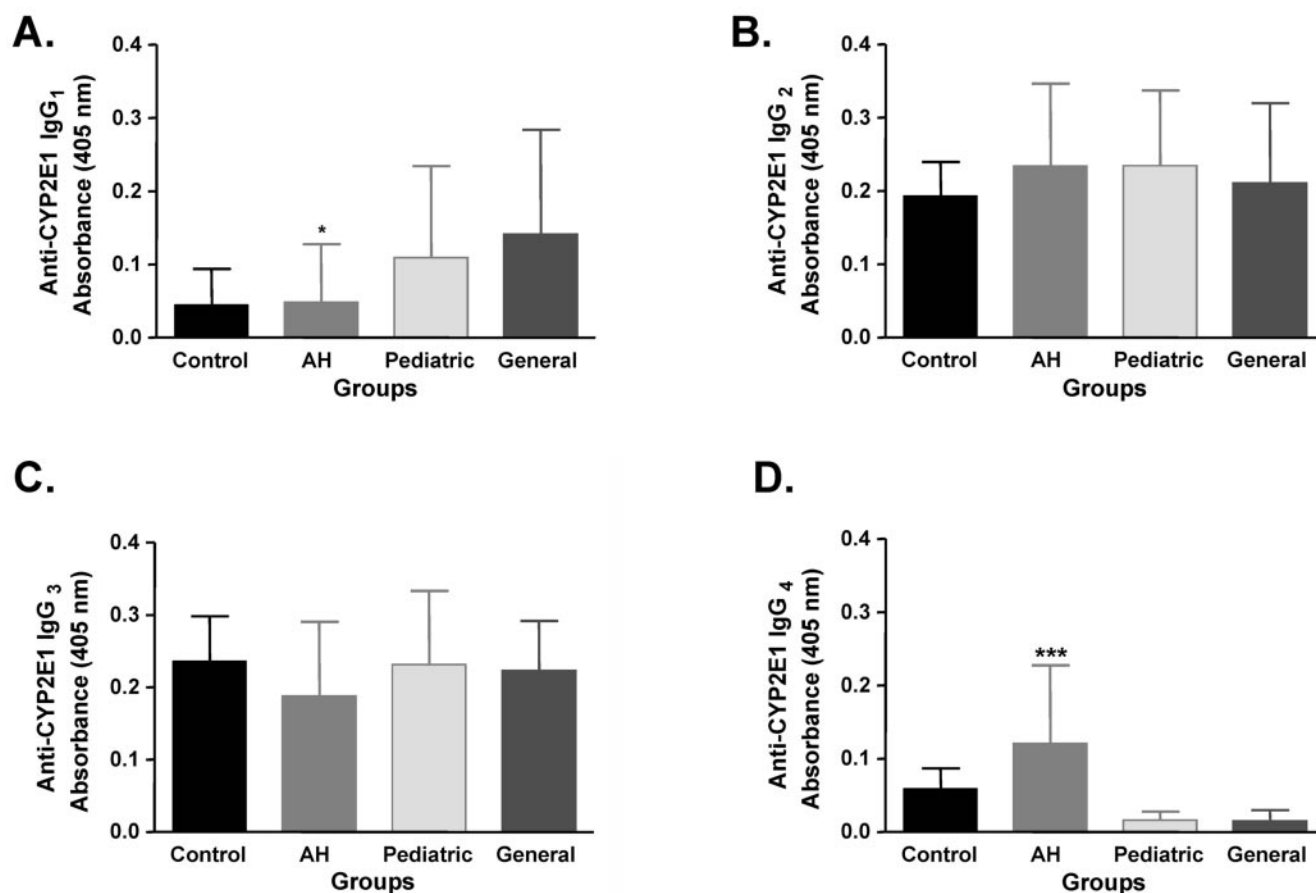 A.
Anti-CYP2E1 IgG1
Absorbance (405 nm)
0.4
0.3
0.2
0.1
0.0
*
Control AH Pediatric General
Groups
B.
Anti-CYP2E1 IgG 2
Absorbance (405 nm)
0.4
0.3
0.2
0.1
0.0
Control AH Pediatric General
Groups
C.
Anti-CYP2E1 IgG 3
Absorbance (405 nm)
0.4
0.3
0.2
0.1
0.0
Control AH Pediatric General
Groups
D.
Anti-CYP2E1 IgG 4
Absorbance (405 nm)
0.4
0.3
0.2
0.1
0.0
***
Control AH Pediatric General
Groups